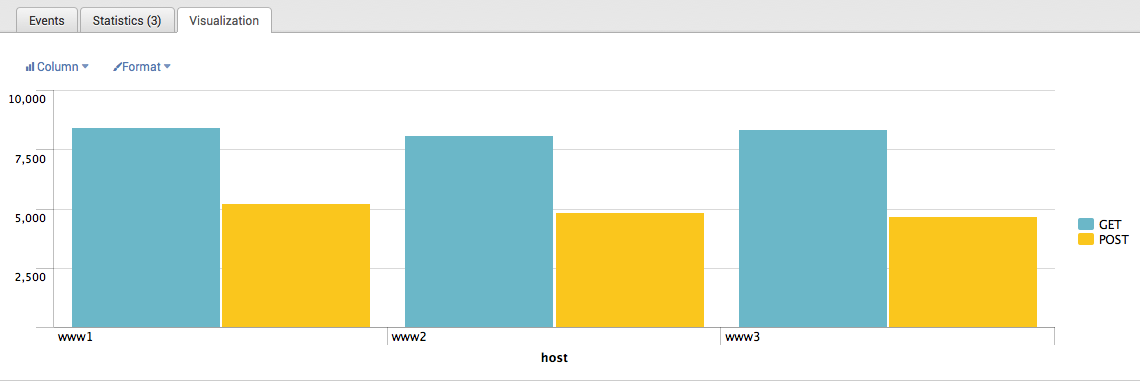 Events Statistics (3) Visualization
Column Format
10,000
7,500
5,000
2,500
GET
POST
www1 www2 www3
host